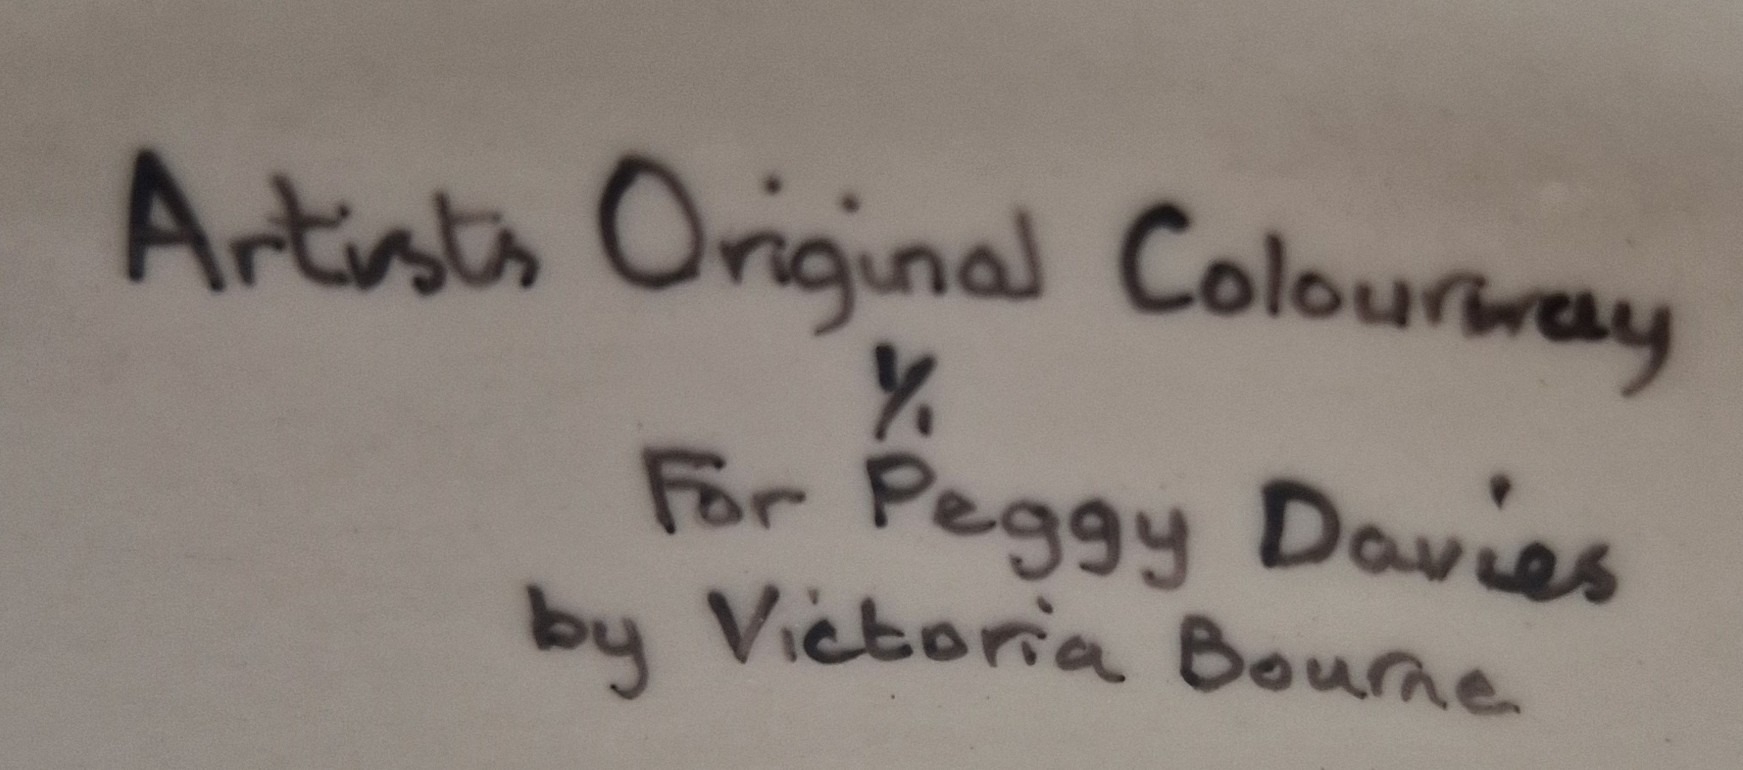 Artists Original Colourway
1/1
For Peggy Davies
by Victoria Bourne